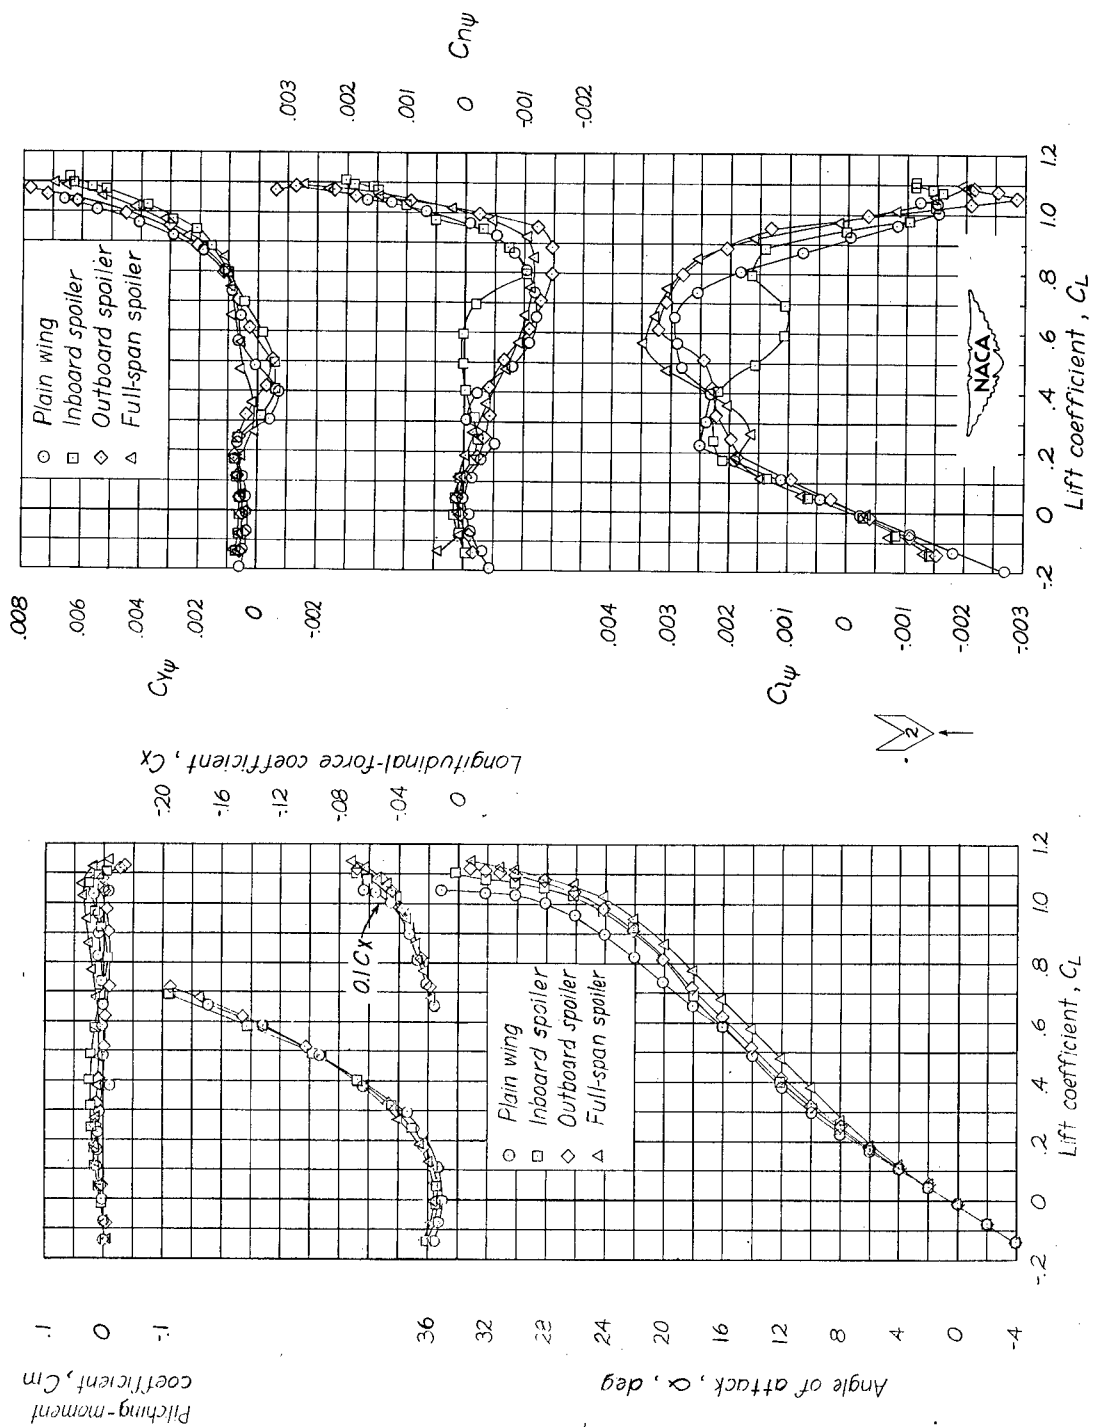 Pitching-moment
coefficient, Cm
.1
0
-.1
Longitudinal-force coefficient, Cx
-.20
-.16
-.12
-.08
-.04
0
0.1Cx
○ Plain wing
□ Inboard spoiler
◇ Outboard spoiler
△ Full-span spoiler
Angle of attack, α, deg
36
32
28
24
20
16
12
8
4
0
-4
-.2 0 .2 .4 .6 .8 1.0 1.2
Lift coefficient, CL
2
CYψ
.008
.006
.004
.002
0
-.002
○ Plain wing
□ Inboard spoiler
◇ Outboard spoiler
△ Full-span spoiler
Cnψ
.003
.002
.001
0
-.001
-.002
Clψ
.004
.003
.002
.001
0
-.001
-.002
-.003
NACA
-.2 0 .2 .4 .6 .8 1.0 1.2
Lift coefficient, CL